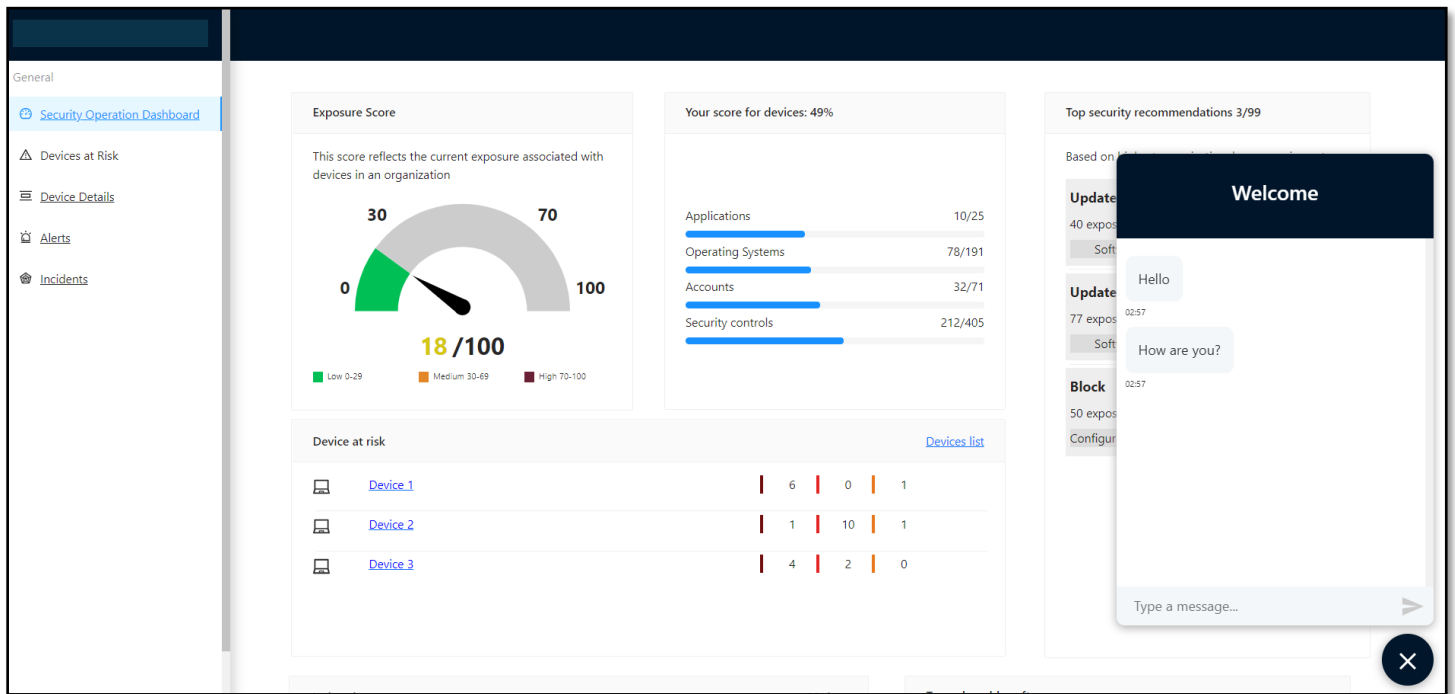 General
Security Operation Dashboard
Devices at Risk
Device Details
Alerts
Incidents
Exposure Score
This score reflects the current exposure associated with
devices in an organization
30
70
0
100
18 /100
Low 0-29
Medium 30-69
High 70-100
Your score for devices: 49%
Applications 10/25
Operating Systems 78/191
Accounts 32/71
Security controls 212/405
Top security recommendations 3/99
Based on
Update
40 expos
Soft
Update
77 expos
Soft
Block
50 expos
Configur
Device at risk Devices list
Device 1 6 0 1
Device 2 1 10 1
Device 3 4 2 0
Welcome
Hello
02:57
How are you?
02:57
Type a message...